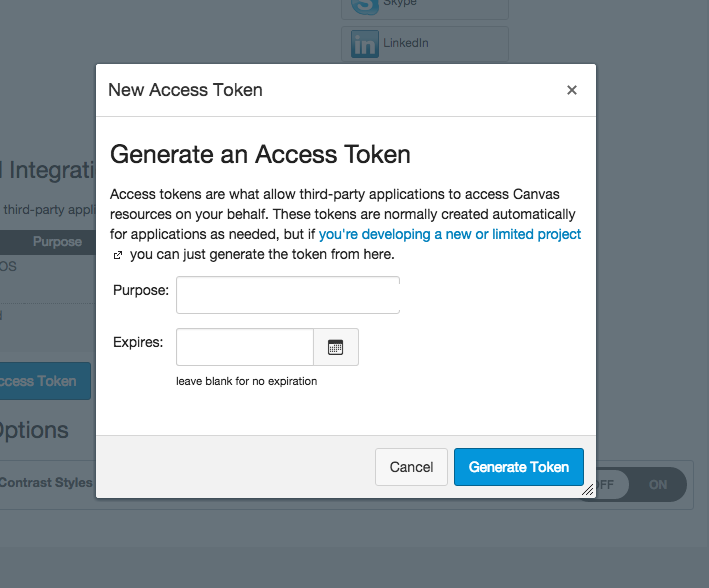 Skype
LinkedIn
New Access Token
×
Generate an Access Token
Access tokens are what allow third-party applications to access Canvas
resources on your behalf. These tokens are normally created automatically
for applications as needed, but if you're developing a new or limited project
you can just generate the token from here.
Purpose:
Expires:
leave blank for no expiration
Cancel
Generate Token
Integrati
third-party appli
Purpose
OS
ccess Token
Options
Contrast Styles
OFF
ON